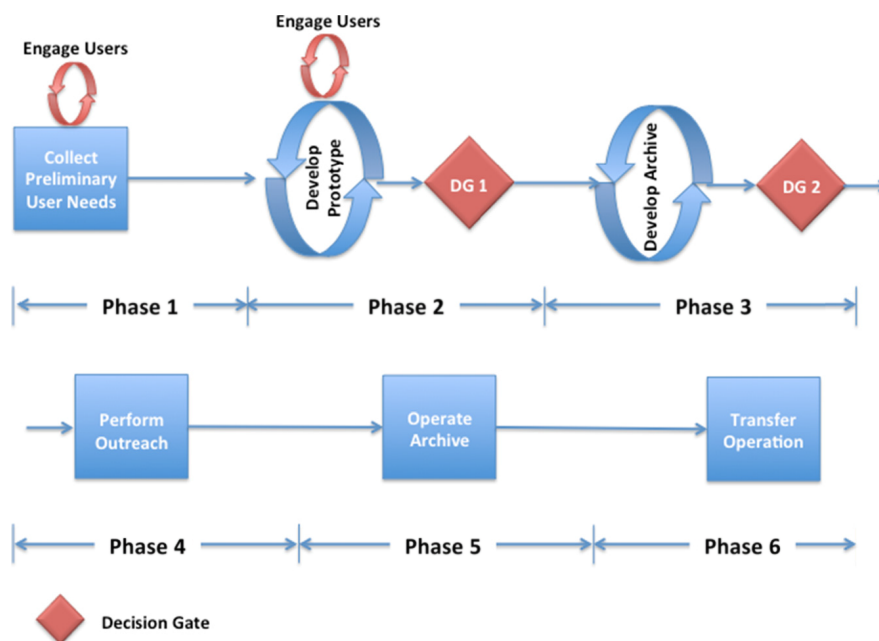 Engage Users
Engage Users
Collect
Preliminary
User Needs
Develop
Prototype
DG 1
Develop Archive
DG 2
Phase 1
Phase 2
Phase 3
Perform
Outreach
Operate
Archive
Transfer
Operation
Phase 4
Phase 5
Phase 6
Decision Gate